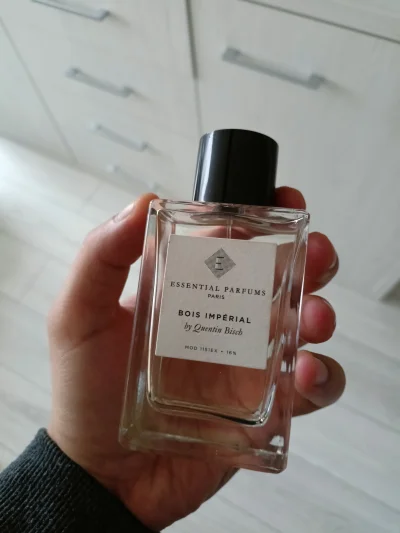 E
ESSENTIAL PARFUMS
PARIS
BOIS IMPÉRIAL
by Quentin Bisch